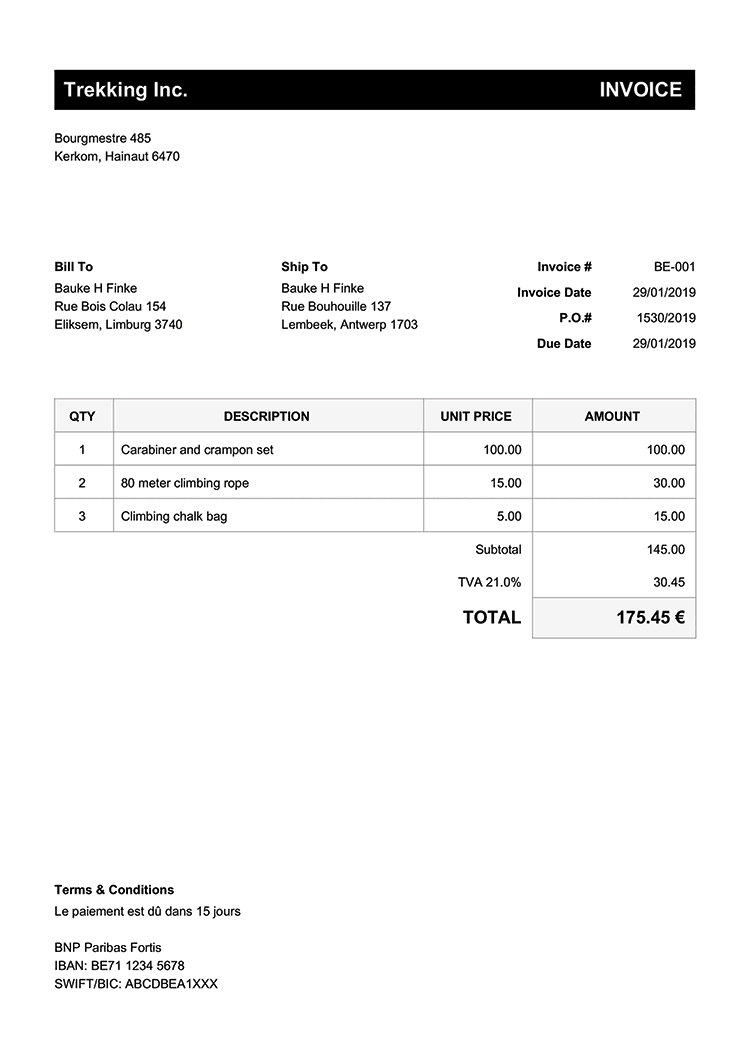 Trekking Inc. INVOICE
Bourgmestre 485
Kerkom, Hainaut 6470
Bill To
Bauke H Finke
Rue Bois Colau 154
Eliksem, Limburg 3740
Ship To
Bauke H Finke
Rue Bouhouille 137
Lembeek, Antwerp 1703
Invoice # BE-001
Invoice Date 29/01/2019
P.O.# 1530/2019
Due Date 29/01/2019
QTY DESCRIPTION UNIT PRICE AMOUNT
1 Carabiner and crampon set 100.00 100.00
2 80 meter climbing rope 15.00 30.00
3 Climbing chalk bag 5.00 15.00
Subtotal 145.00
TVA 21.0% 30.45
TOTAL 175.45 €
Terms & Conditions
Le paiement est dû dans 15 jours
BNP Paribas Fortis
IBAN: BE71 1234 5678
SWIFT/BIC: ABCDBEA1XXX